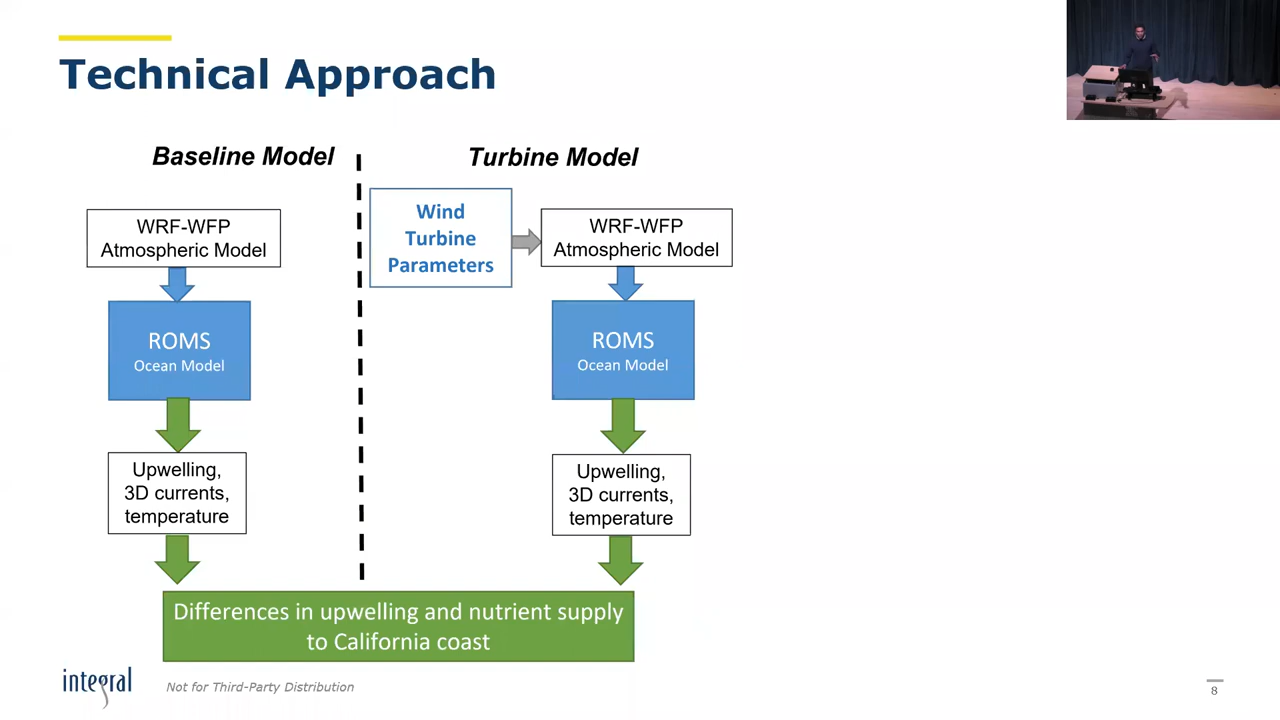 Technical Approach
Baseline Model
WRF-WFP
Atmospheric Model
ROMS
Ocean Model
Upwelling,
3D currents,
temperature
Turbine Model
Wind
Turbine
Parameters
WRF-WFP
Atmospheric Model
ROMS
Ocean Model
Upwelling,
3D currents,
temperature
Differences in upwelling and nutrient supply
to California coast
integral
Not for Third-Party Distribution
8